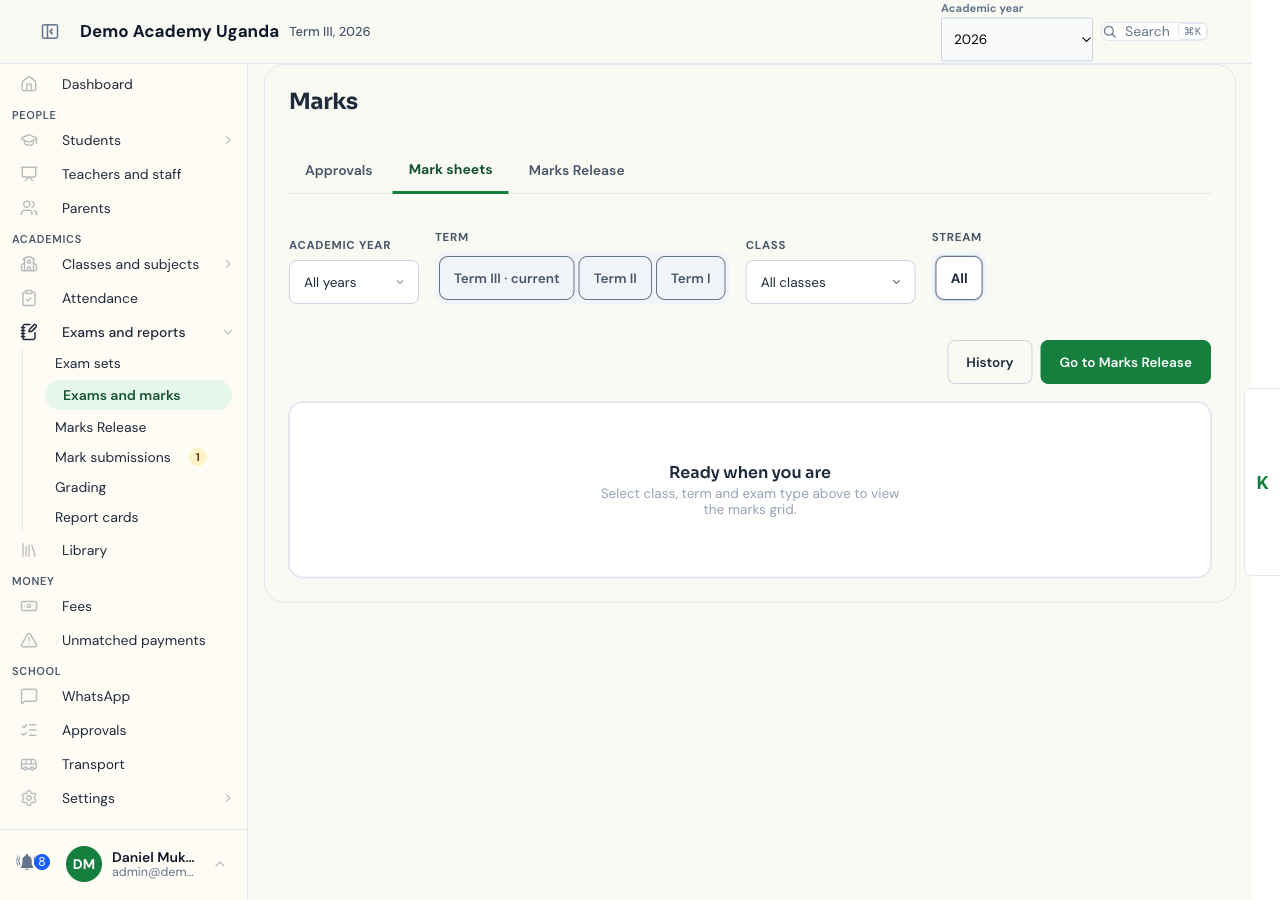 Demo Academy Uganda
Term III, 2026
Academic year
2026
Search
⌘K
Dashboard
PEOPLE
Students
Teachers and staff
Parents
ACADEMICS
Classes and subjects
Attendance
Exams and reports
Exam sets
Exams and marks
Marks Release
Mark submissions 1
Grading
Report cards
Library
MONEY
Fees
Unmatched payments
SCHOOL
WhatsApp
Approvals
Transport
Settings
8
DM
Daniel Muk...
admin@dem...
Marks
Approvals
Mark sheets
Marks Release
ACADEMIC YEAR
All years
TERM
Term III · current
Term II
Term I
CLASS
All classes
STREAM
All
History
Go to Marks Release
Ready when you are
Select class, term and exam type above to view
the marks grid.
K